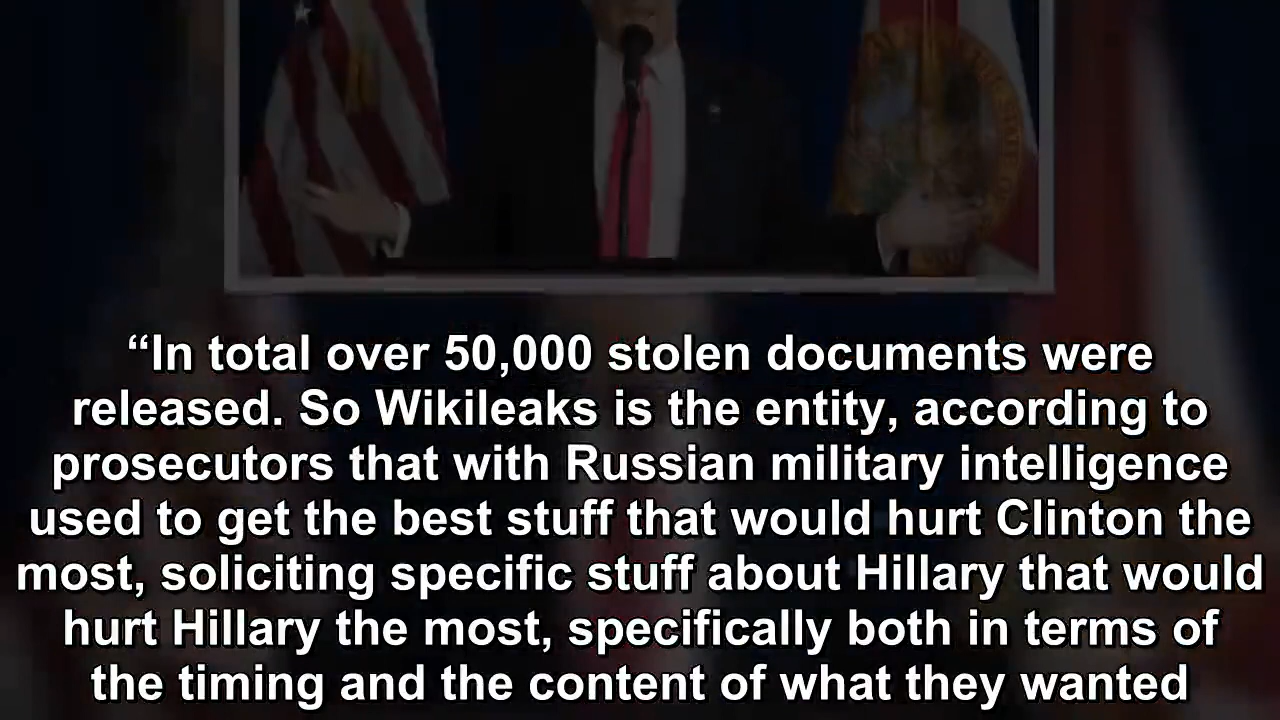 “In total over 50,000 stolen documents were
released. So Wikileaks is the entity, according to
prosecutors that with Russian military intelligence
used to get the best stuff that would hurt Clinton the
most, soliciting specific stuff about Hillary that would
hurt Hillary the most, specifically both in terms of
the timing and the content of what they wanted